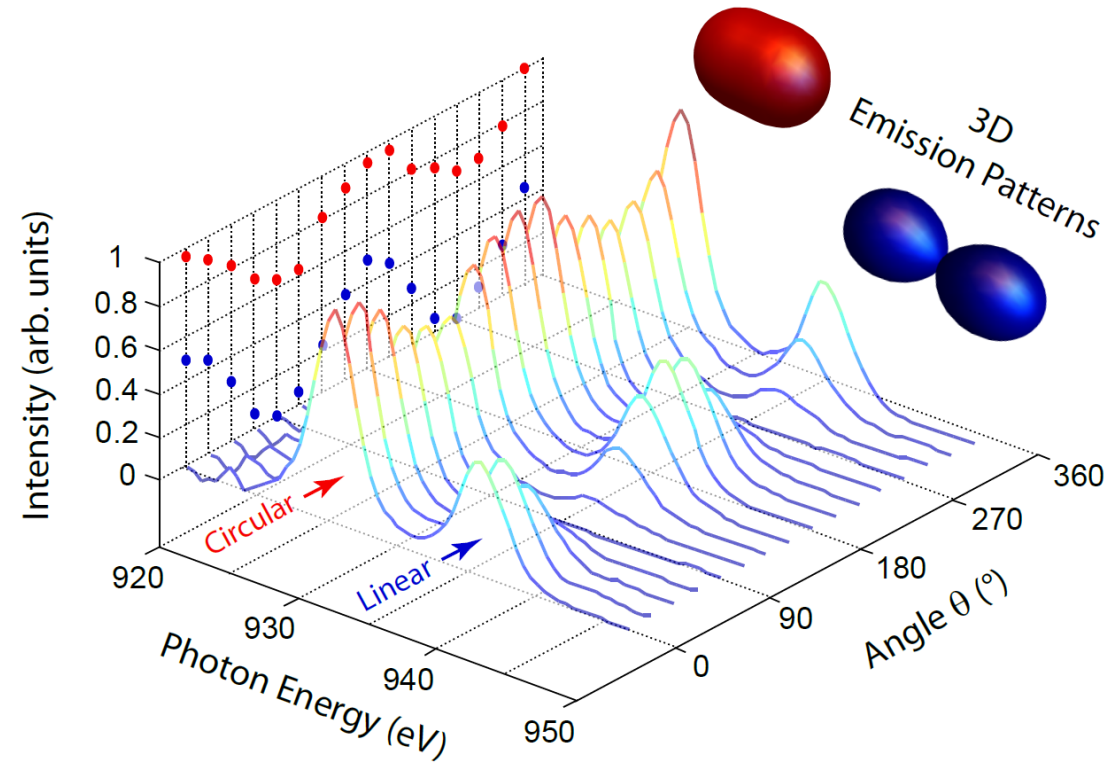 3D
Emission Patterns
Intensity (arb. units)
1
0.8
0.6
0.4
0.2
0
Circular
Linear
920
930
940
950
Photon Energy (eV)
0
90
180
270
360
Angle θ (°)